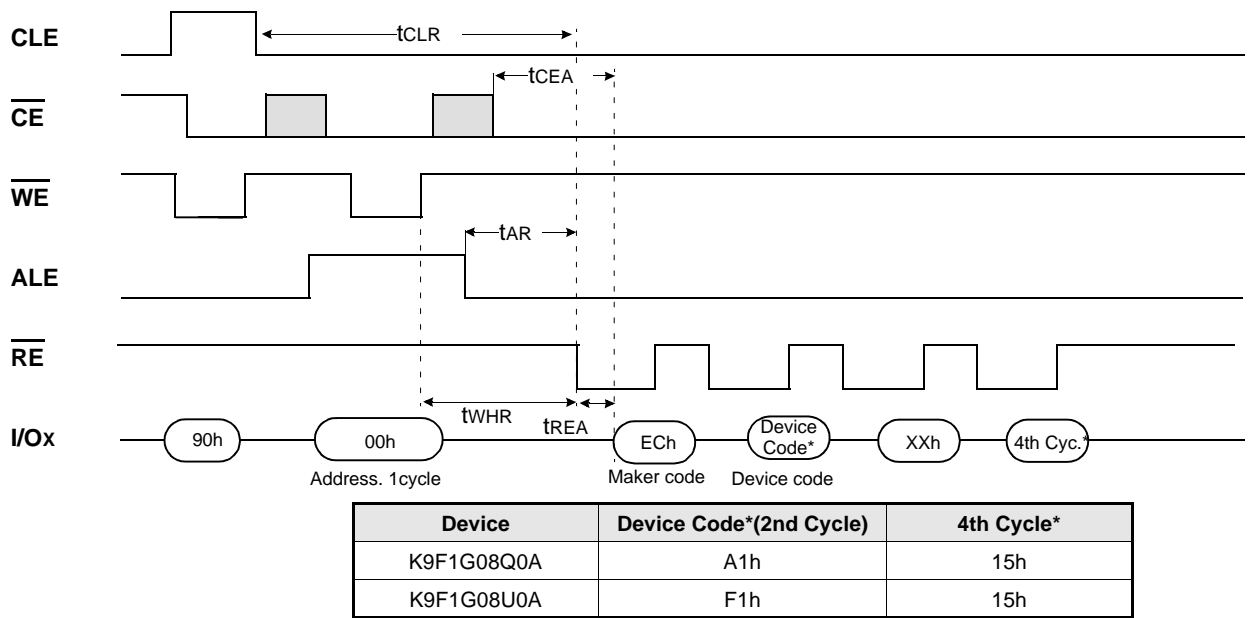 CLE
tCLR
tCEA
CE
WE
tAR
ALE
RE
tWHR
tREA
I/Ox
90h
00h
ECh
Device
Code*
XXh
4th Cyc.*
Address. 1cycle
Maker code
Device code
Device Device Code*(2nd Cycle) 4th Cycle*
K9F1G08Q0A A1h 15h
K9F1G08U0A F1h 15h